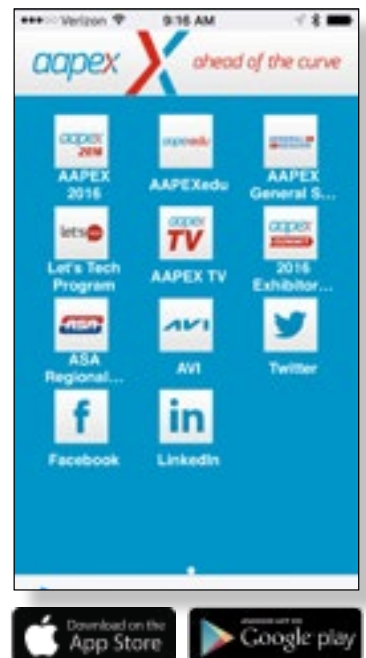 Verizon 9:16 AM
aapex X ahead of the curve
aapex 2016
aapexedu
AAPEX 2016
AAPEXedu
AAPEX General S...
let's
aapex TV
aapex
Let's Tech Program
AAPEX TV
2016 Exhibitor...
ASA
AVI
ASA Regional...
AVI
Twitter
f
in
Facebook
LinkedIn
Download on the App Store
Google play